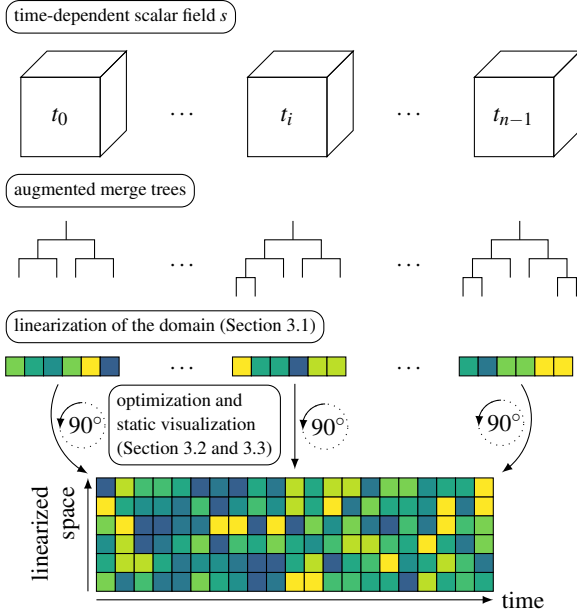 time-dependent scalar field s
t0 ... ti ... tn−1
augmented merge trees
...
...
linearization of the domain (Section 3.1)
...
...
optimization and
static visualization
(Section 3.2 and 3.3)
90°
90°
90°
linearized
space
time